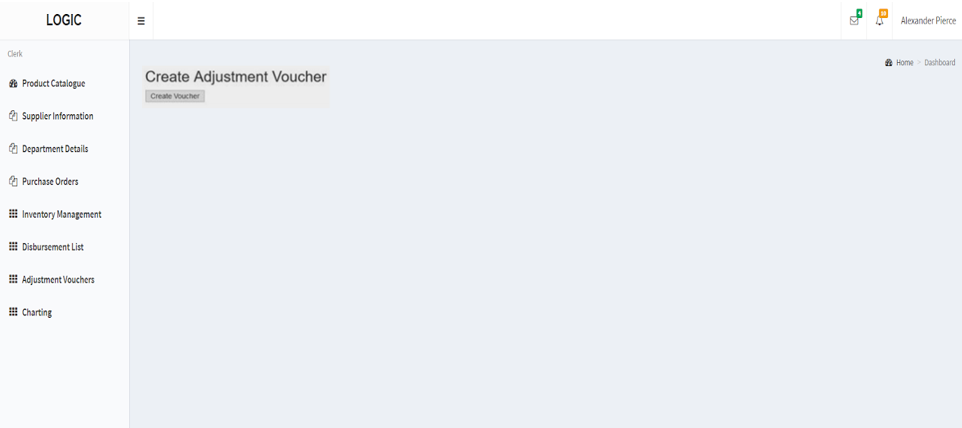 LOGIC
4
10
Alexander Pierce
Clerk
Home > Dashboard
Product Catalogue
Create Adjustment Voucher
Create Voucher
Supplier Information
Department Details
Purchase Orders
Inventory Management
Disbursement List
Adjustment Vouchers
Charting